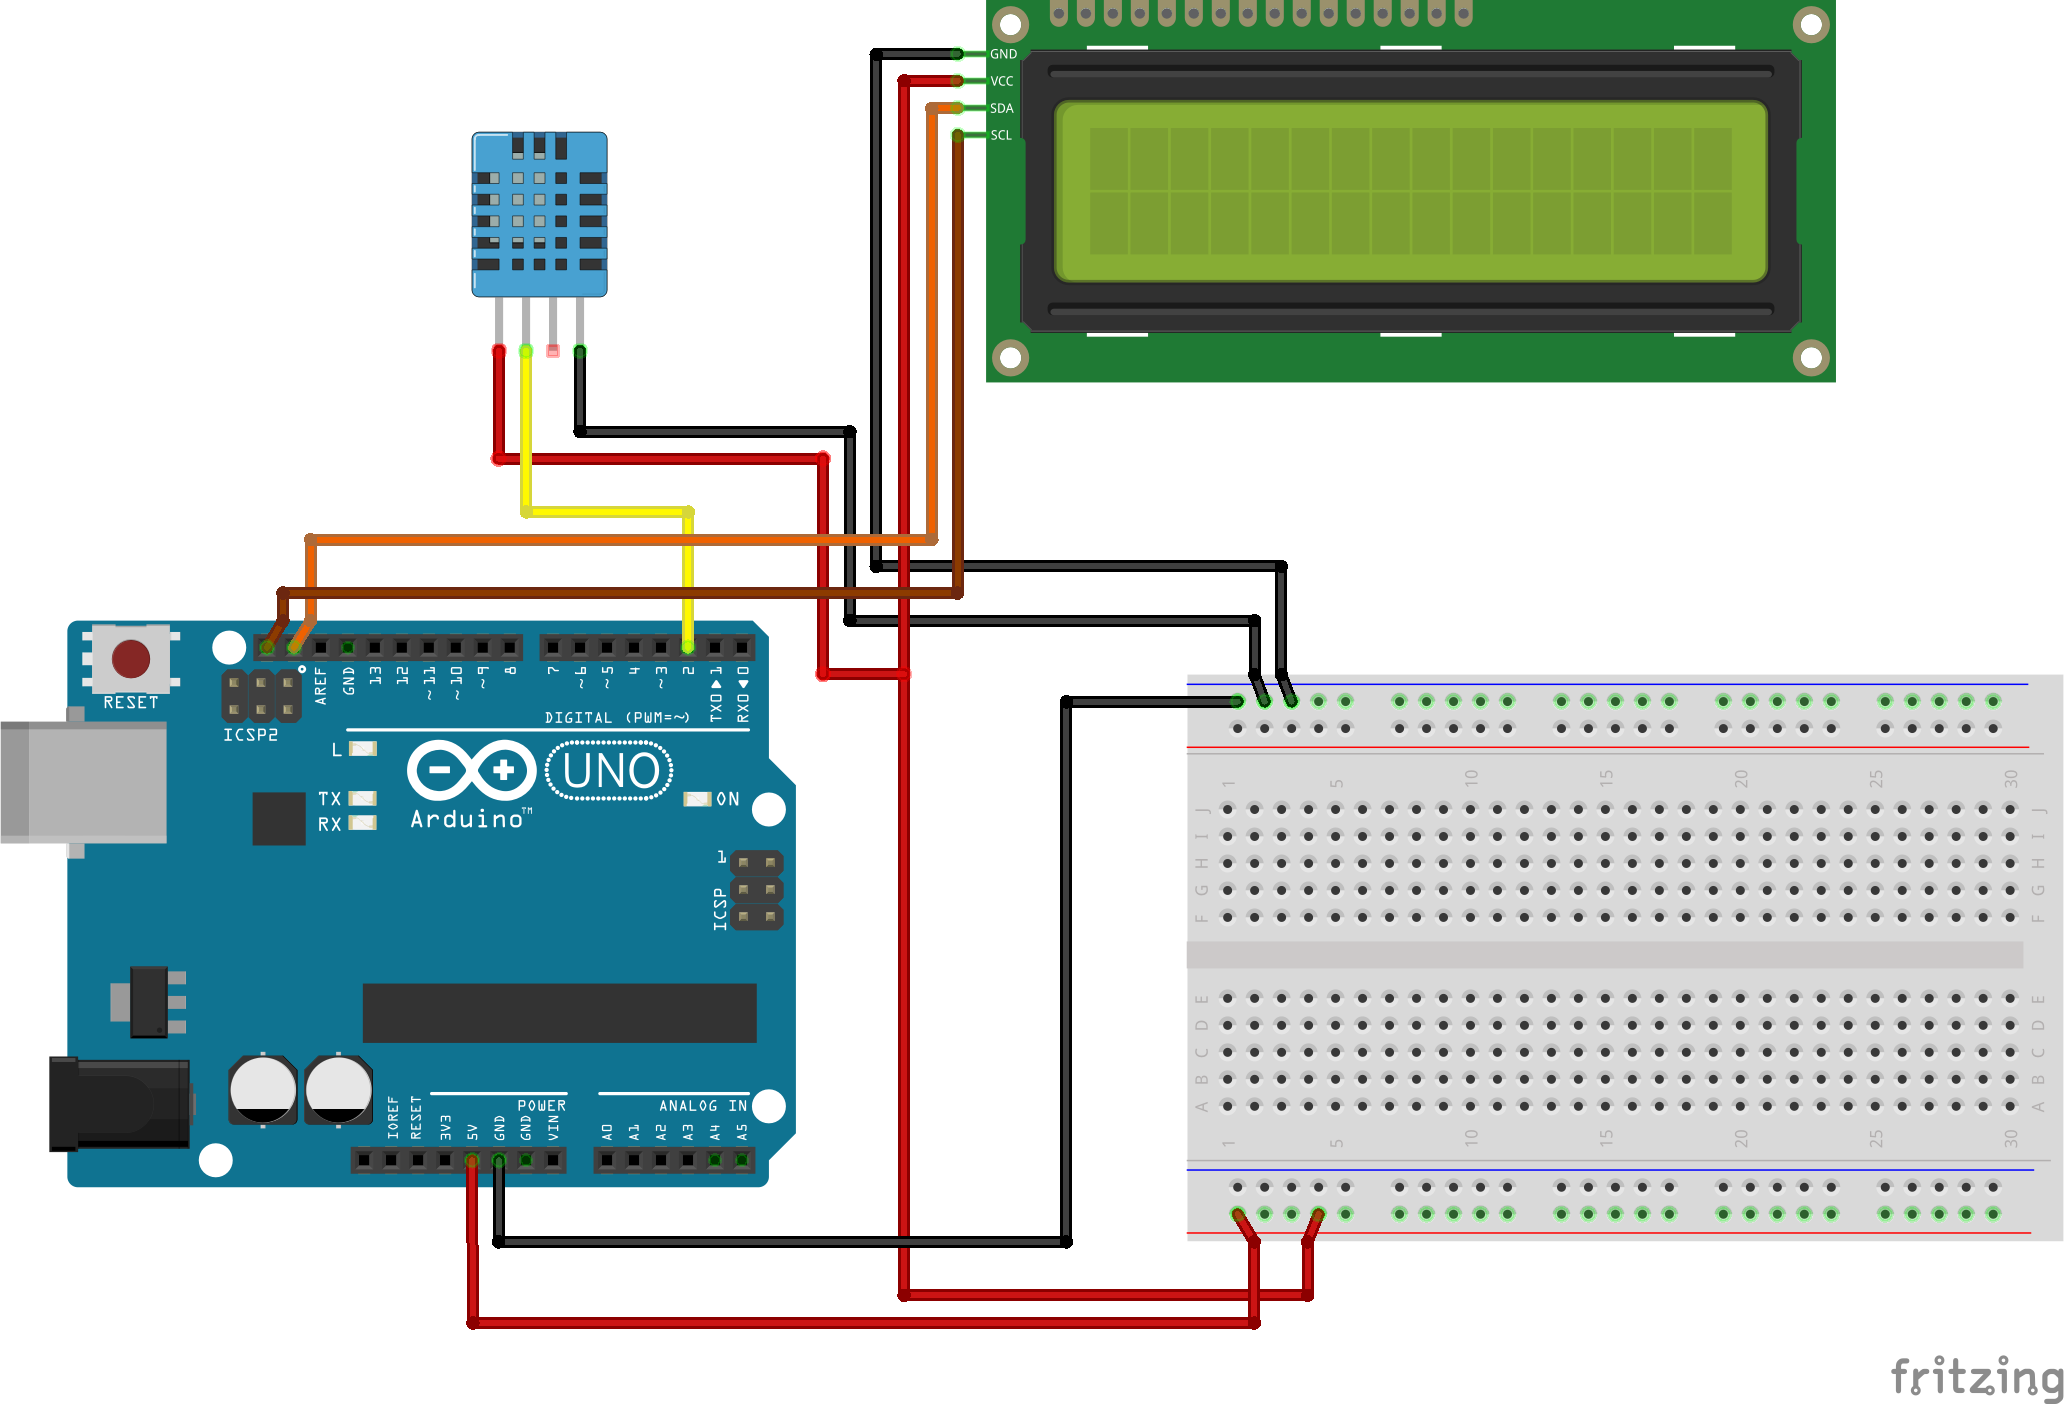 GND
VCC
SDA
SCL
RESET
ICSP2
AREF
GND
13
12
~11
~10
~9
8
7
~6
~5
4
~3
2
TX0▶1
RX0◀0
DIGITAL (PWM=~)
L
TX
RX
UNO
Arduino™
ON
1
ICSP
POWER
ANALOG IN
IOREF
RESET
3V3
5V
GND
GND
VIN
A0
A1
A2
A3
A4
A5
1 5 10 15 20 25 30
J J
I I
H H
G G
F F
E E
D D
C C
B B
A A
1 5 10 15 20 25 30
fritzing